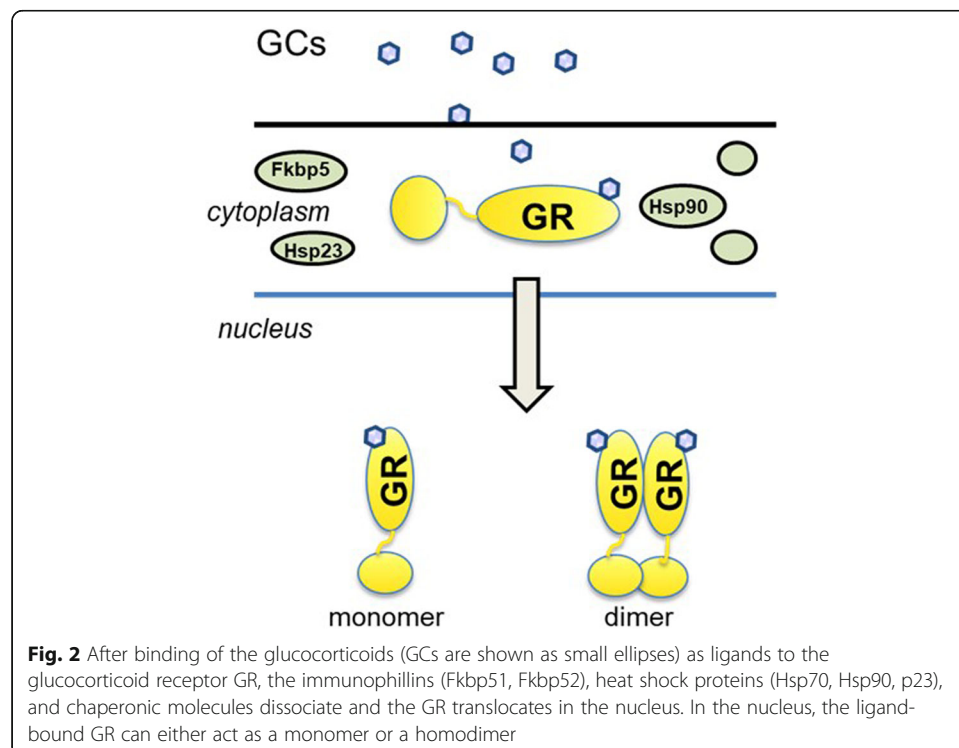 GCs
Fkbp5
cytoplasm
GR
Hsp90
Hsp23
nucleus
GR
GR
GR
monomer
dimer
Fig. 2 After binding of the glucocorticoids (GCs are shown as small ellipses) as ligands to the
glucocorticoid receptor GR, the immunophillins (Fkbp51, Fkbp52), heat shock proteins (Hsp70, Hsp90, p23),
and chaperonic molecules dissociate and the GR translocates in the nucleus. In the nucleus, the ligand-
bound GR can either act as a monomer or a homodimer